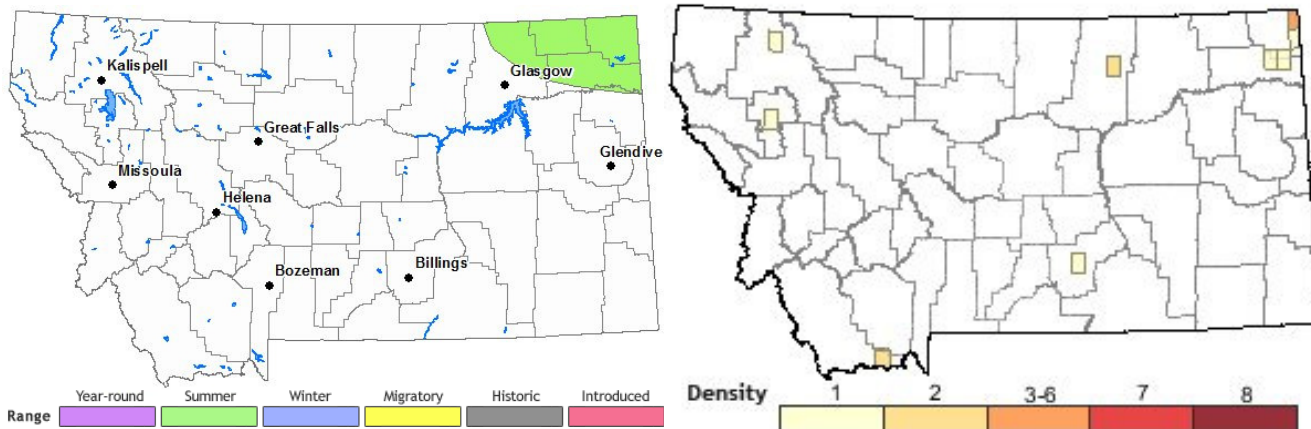 Kalispell
Glasgow
Great Falls
Glendive
Missoula
Helena
Bozeman
Billings
Range
Year-round Summer Winter Migratory Historic Introduced
Density
1 2 3-6 7 8